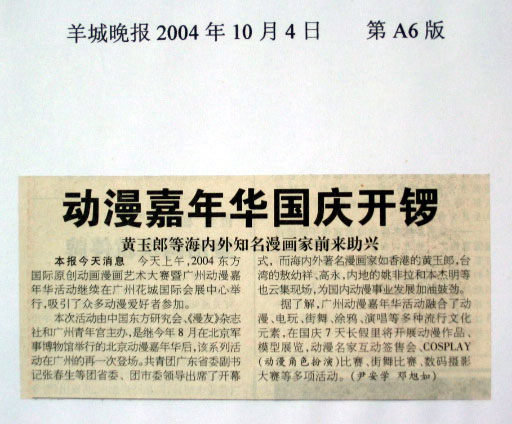 羊城晚报 2004 年 10 月 4 日 第 A6 版
动漫嘉年华国庆开锣
黄玉郎等海内外知名漫画家前来助兴
本报今天消息 今天上午,2004 东方
国际原创动画漫画艺术大赛暨广州动漫嘉
年华活动继续在广州花城国际会展中心举
行,吸引了众多动漫爱好者参加。
本次活动由中国东方研究会、《漫友》杂志
社和广州青年宫主办,是继今年 8 月在北京军
事博物馆举行的北京动漫嘉年华后,该系列活
动在广州的再一次登场。共青团广东省委副书
记张春生等团省委、团市委领导出席了开幕
式，而海内外著名漫画家如香港的黄玉郎,台
湾的敖幼祥、高永,内地的姚非拉和本杰明等
也云集现场,为国内动漫事业发展加油鼓劲。
据了解,广州动漫嘉年华活动融合了动
漫、电玩、街舞、涂鸦、演唱等多种流行文化
元素,在国庆 7 天长假里将开展动漫作品、
模型展览,动漫名家互动签售会、COSPLAY
(动漫角色扮演)比赛、街舞比赛、数码摄影
大赛等多项活动。(尹安学 邓旭如)